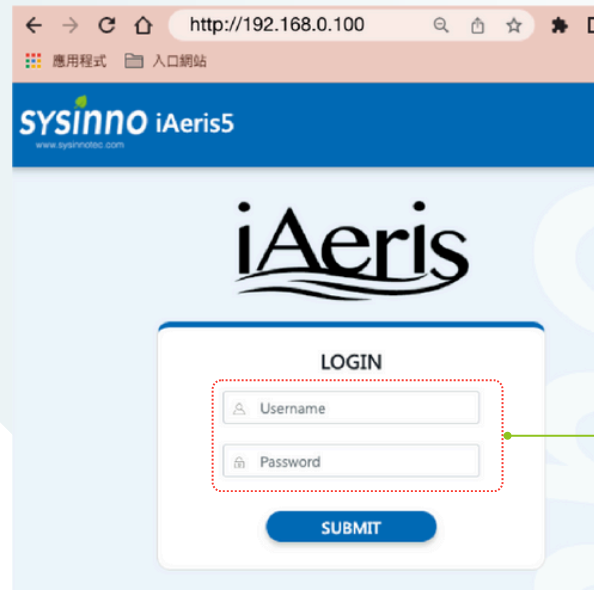 http://192.168.0.100
應用程式 入口網站
sysinno iAeris5
www.sysinnotec.com
iAeris
LOGIN
Username
Password
SUBMIT